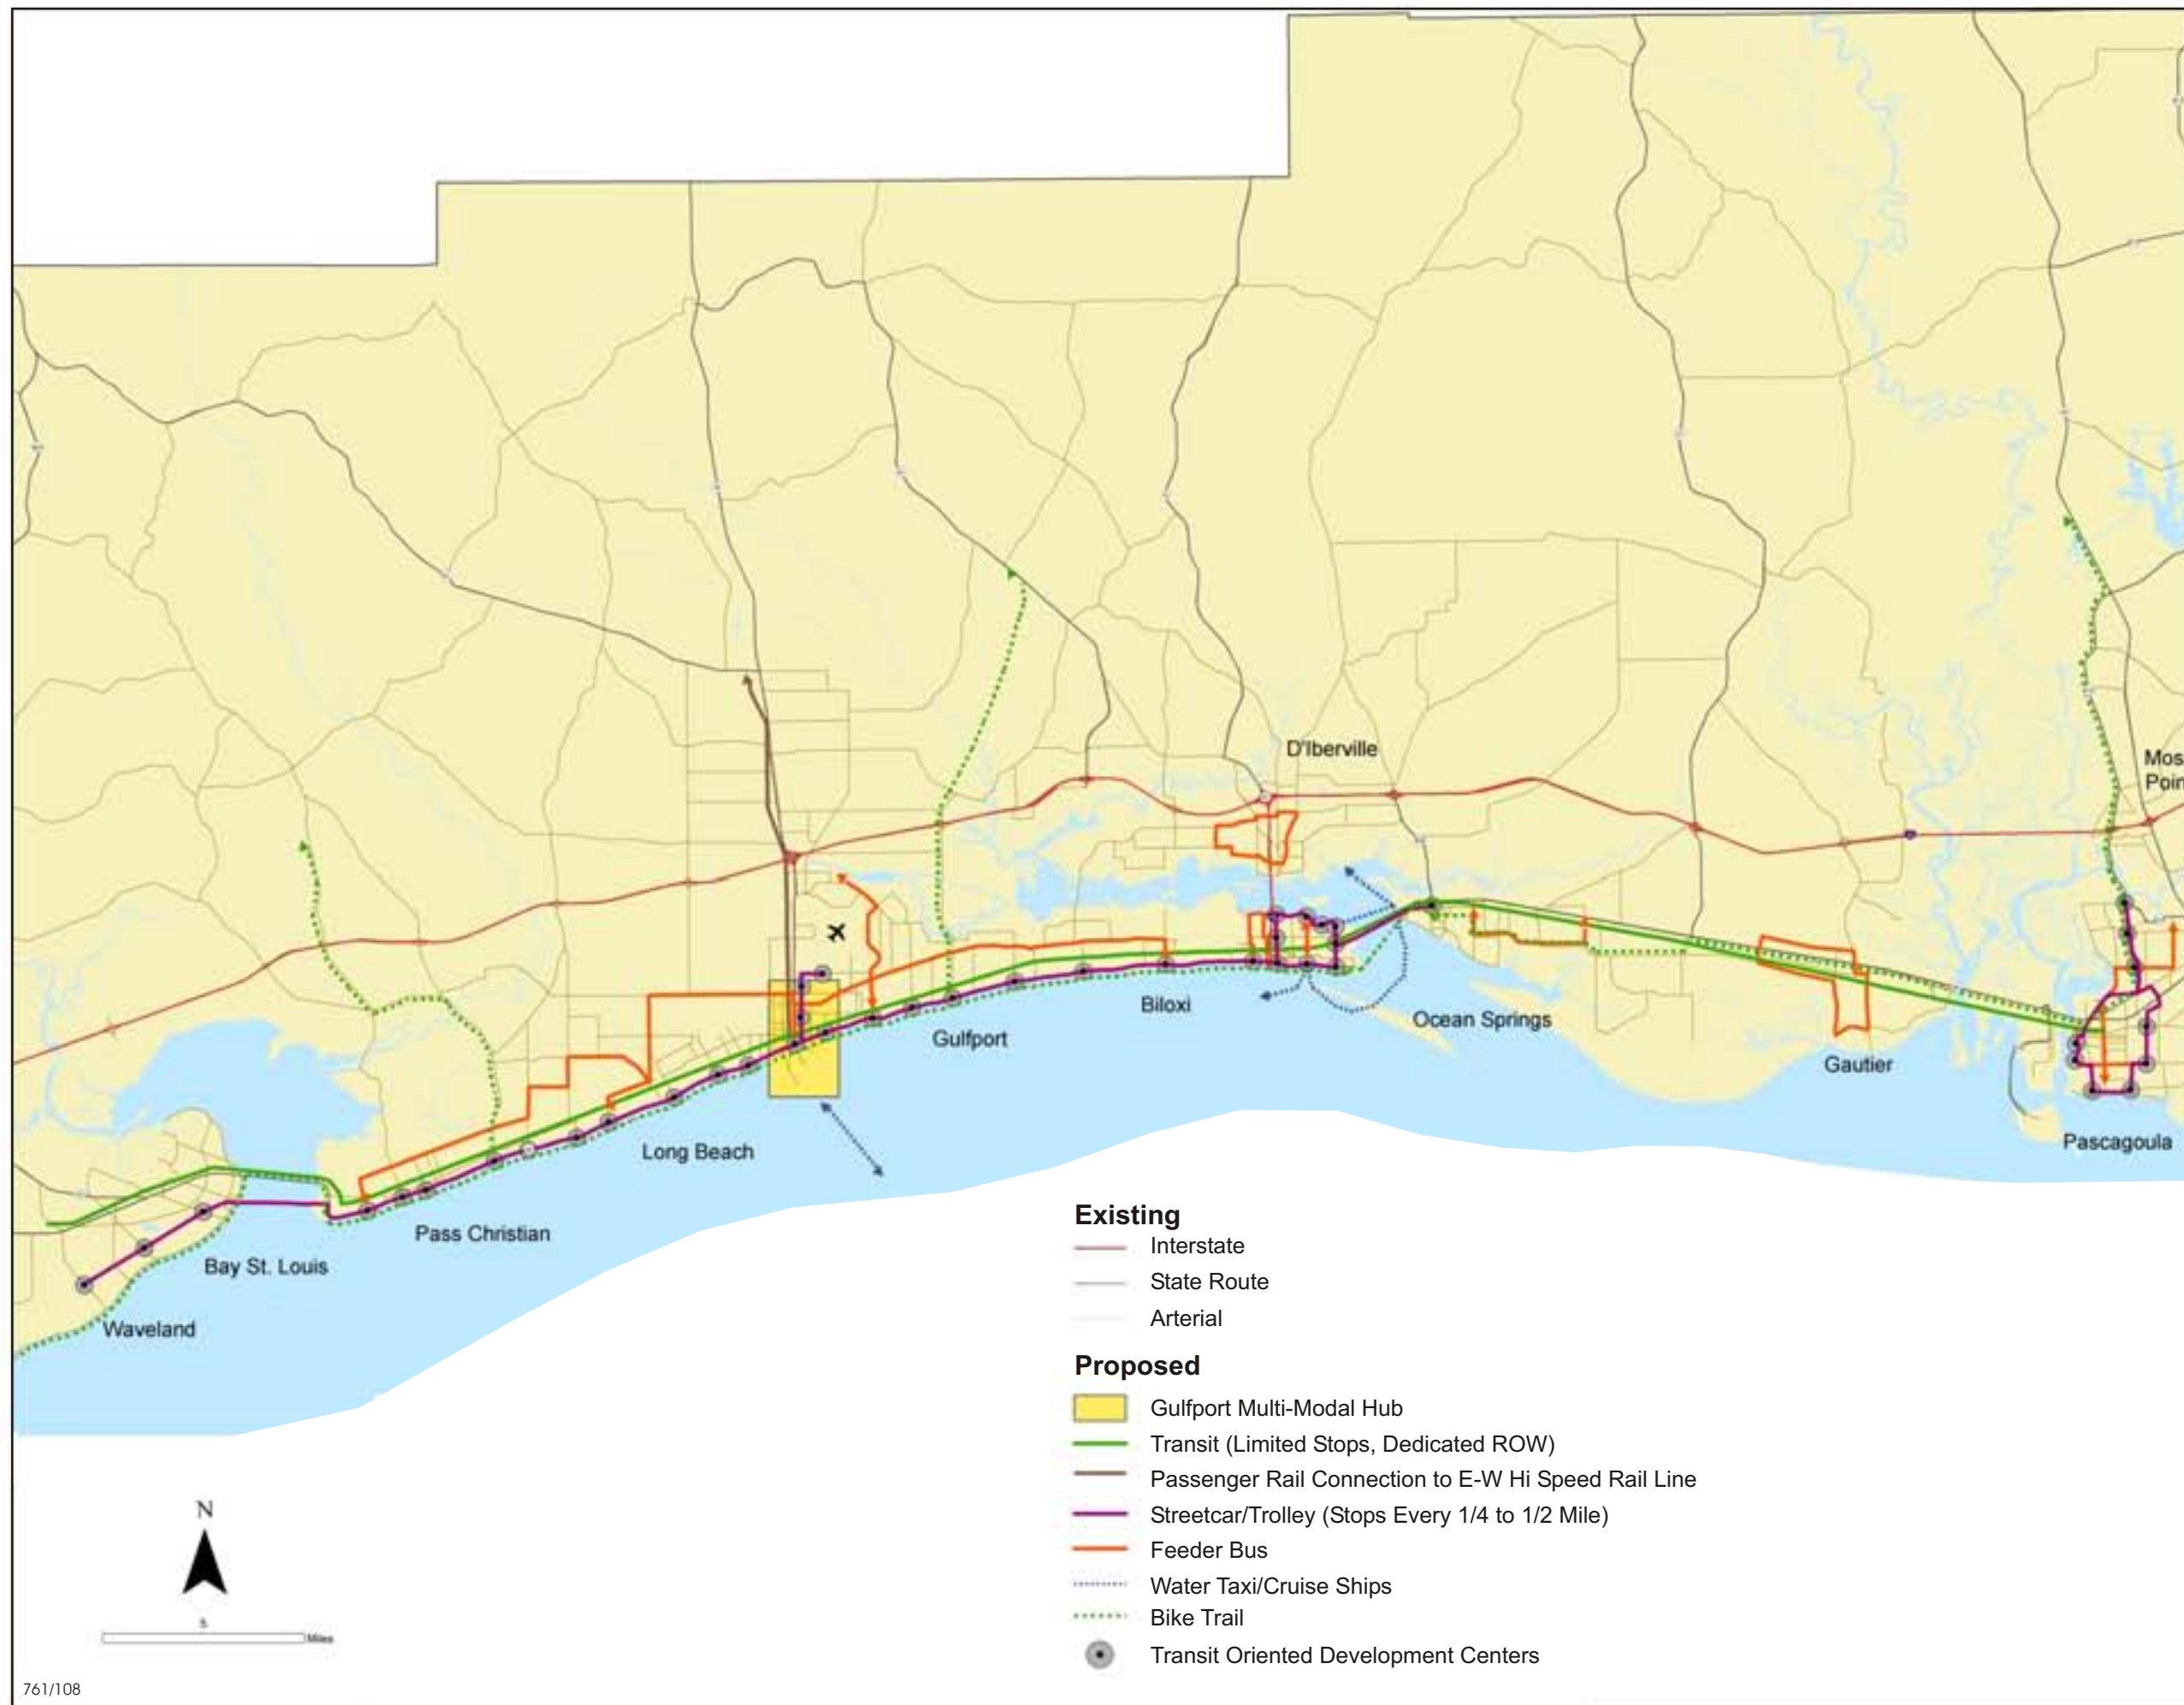 D'Iberville
Mos
Poin
Biloxi
Ocean Springs
Gulfport
Gautier
Long Beach
Pascagoula
Pass Christian
Bay St. Louis
Waveland
Existing
Interstate
State Route
Arterial
Proposed
Gulfport Multi-Modal Hub
Transit (Limited Stops, Dedicated ROW)
Passenger Rail Connection to E-W Hi Speed Rail Line
Streetcar/Trolley (Stops Every 1/4 to 1/2 Mile)
Feeder Bus
Water Taxi/Cruise Ships
Bike Trail
Transit Oriented Development Centers
N
5
Miles
761/108